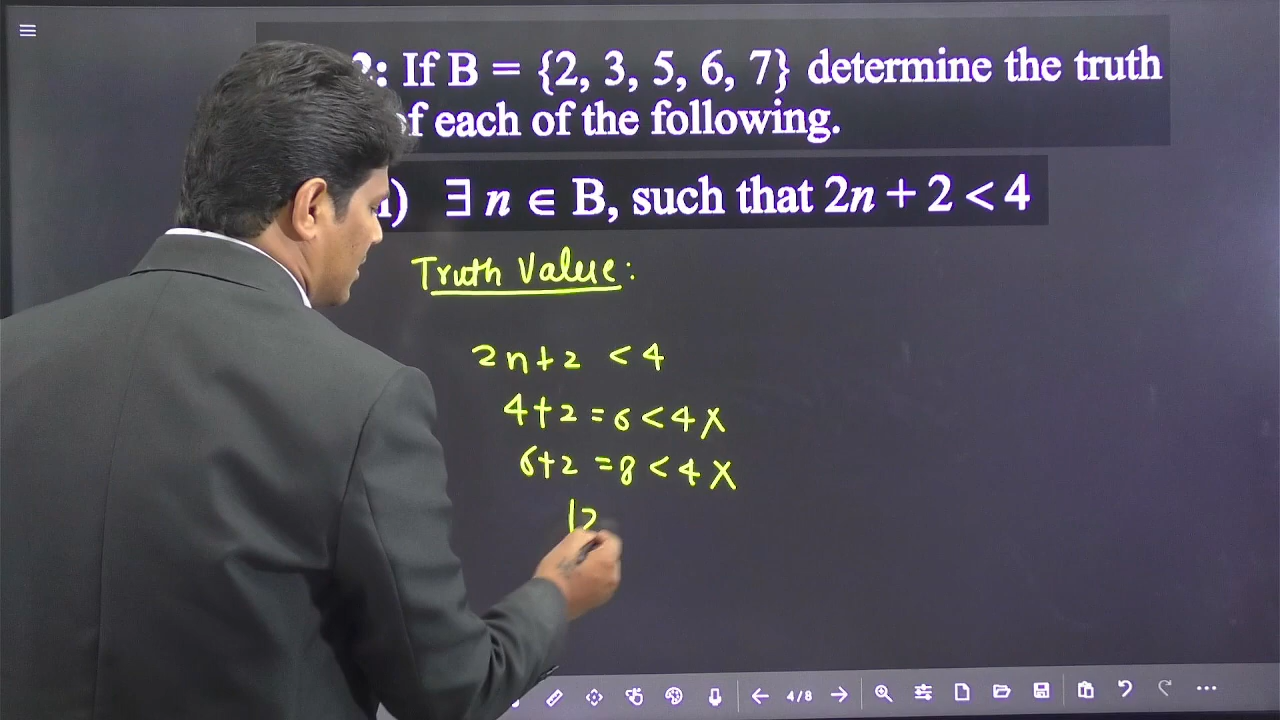 2: If B = {2, 3, 5, 6, 7} determine the truth
of each of the following.
∃ n ∈ B, such that 2n + 2 < 4
Truth Value:
2n+2 < 4
4+2 = 6 < 4 X
6+2 = 8 < 4 X
12
4/8